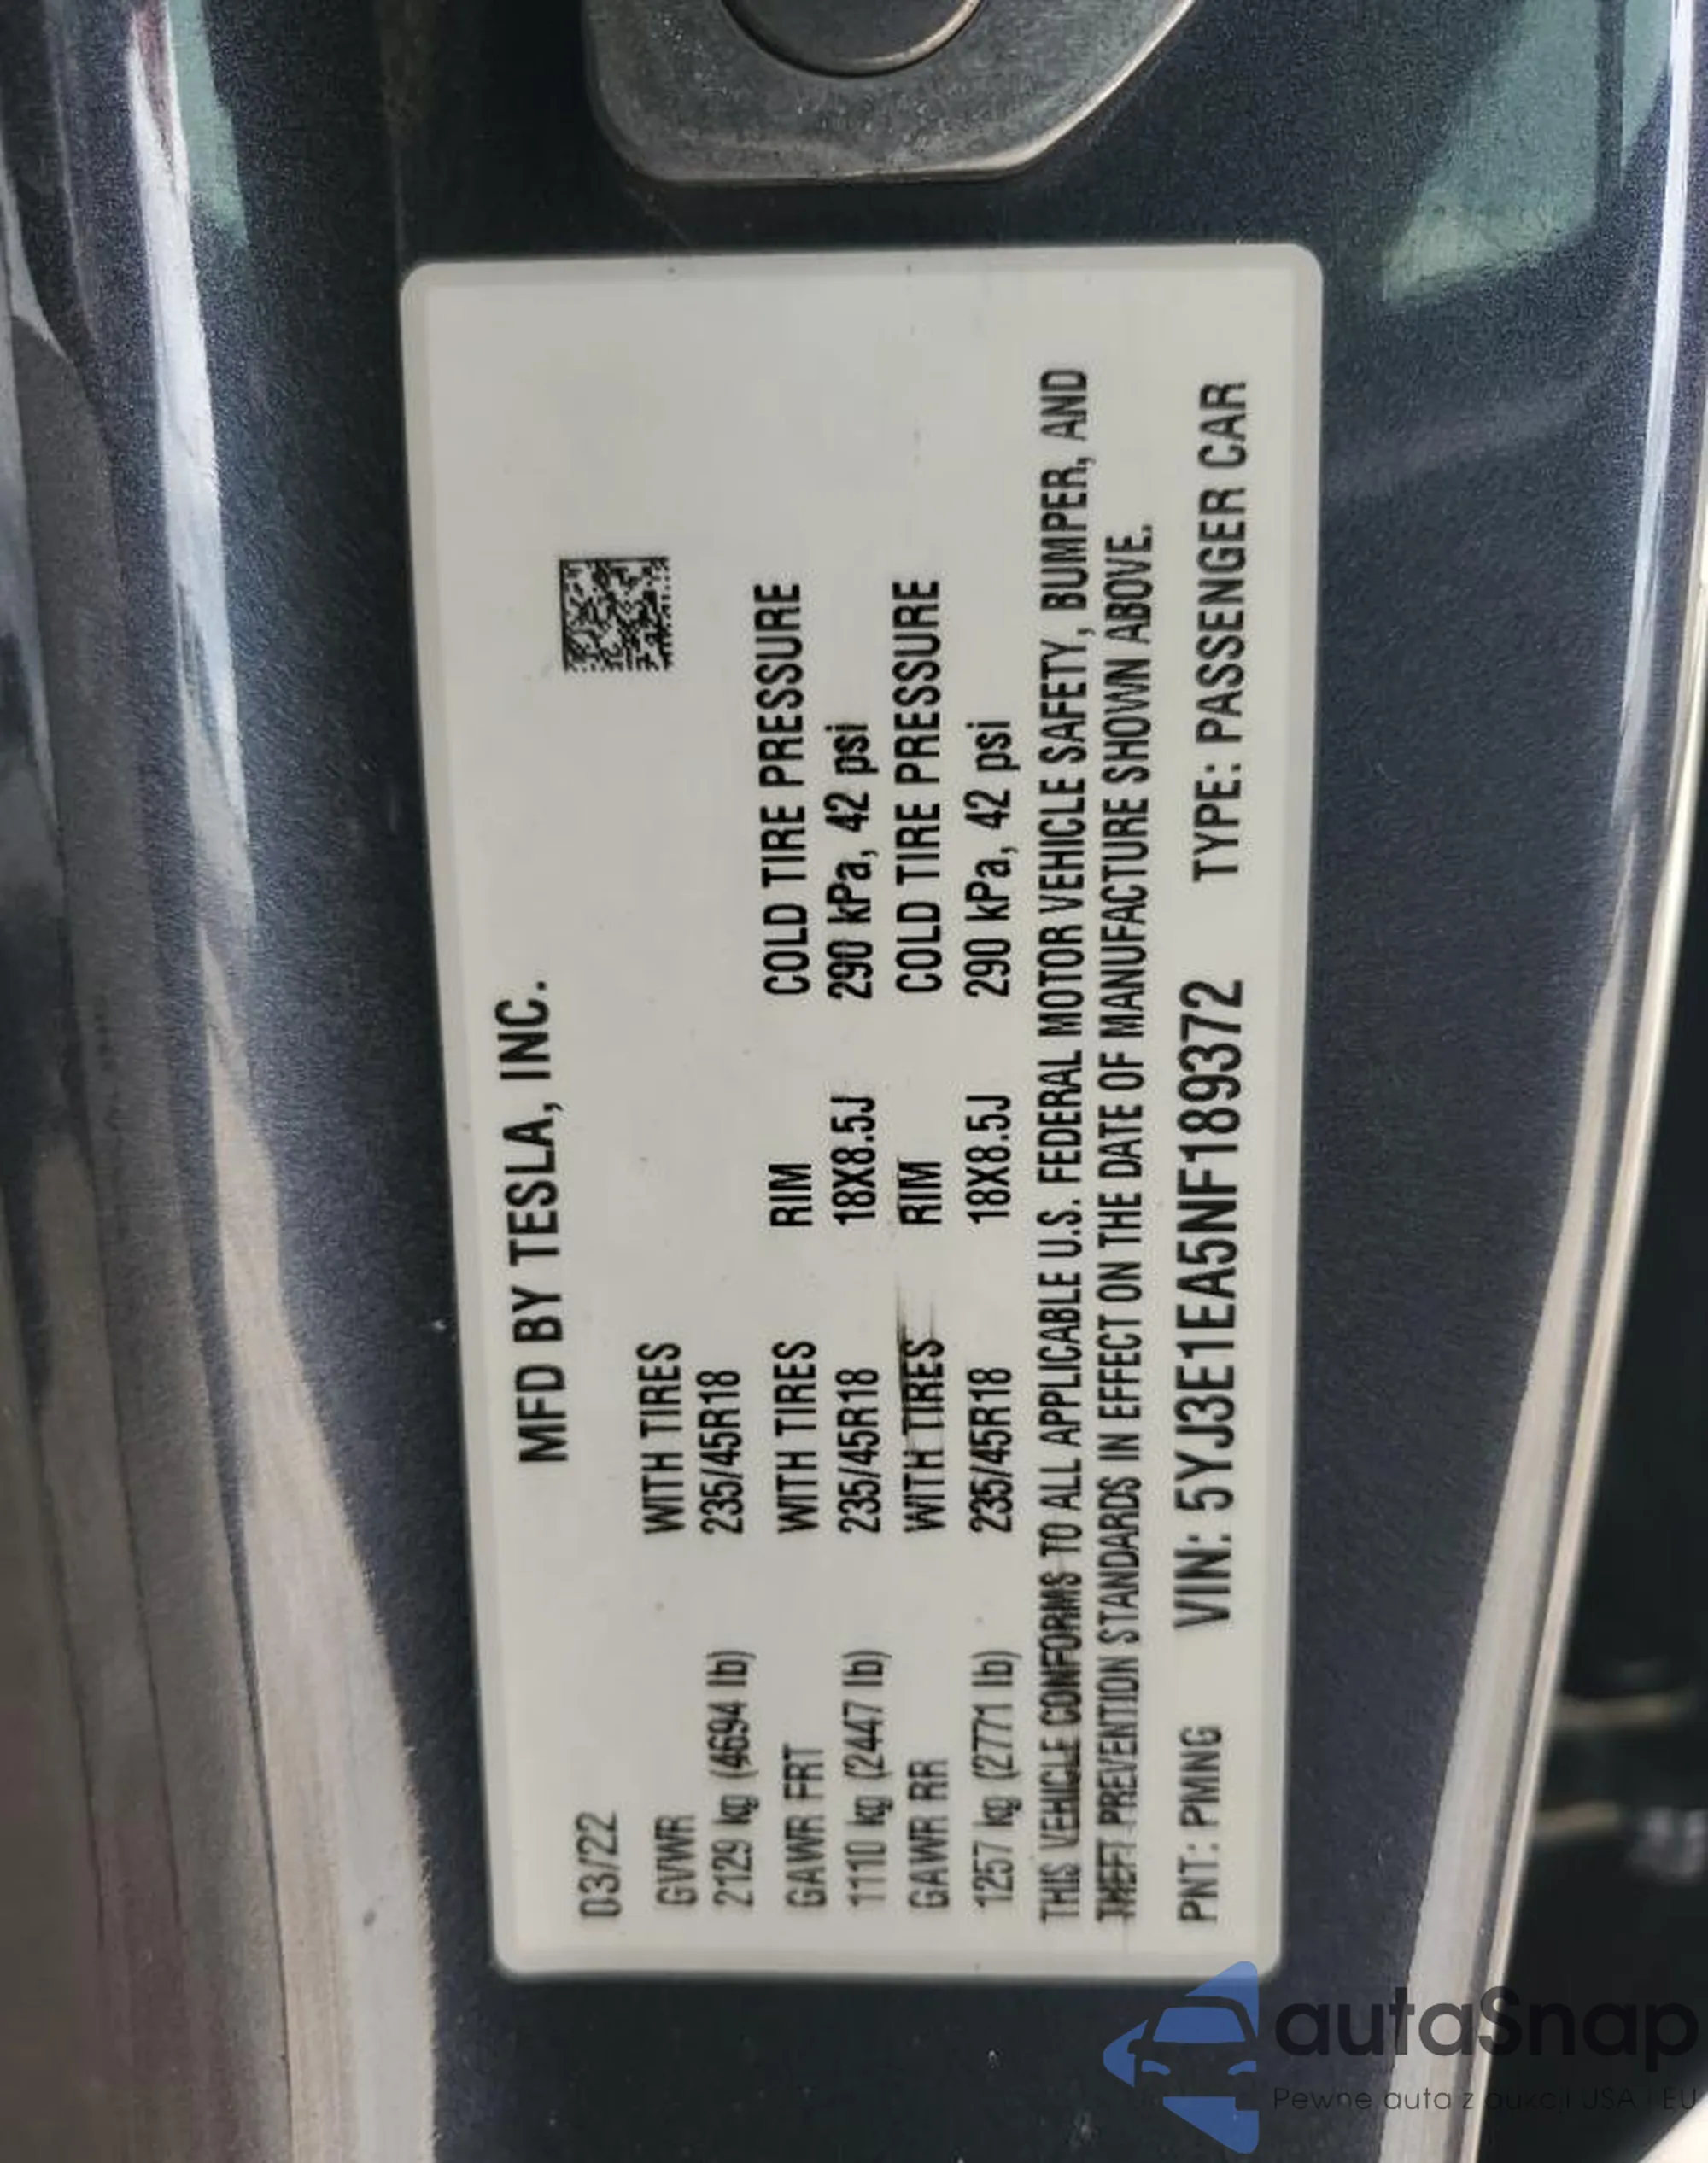 MFD BY TESLA, INC.
03/22
GVWR WITH TIRES
2129 kg (4694 lb) 235/45R18
GAWR FRT WITH TIRES RIM COLD TIRE PRESSURE
1110 kg (2447 lb) 235/45R18 18X8.5J 290 kPa, 42 psi
GAWR RR WITH TIRES RIM COLD TIRE PRESSURE
1257 kg (2771 lb) 235/45R18 18X8.5J 290 kPa, 42 psi
THIS VEHICLE CONFORMS TO ALL APPLICABLE U.S. FEDERAL MOTOR VEHICLE SAFETY, BUMPER, AND
THEFT PREVENTION STANDARDS IN EFFECT ON THE DATE OF MANUFACTURE SHOWN ABOVE.
PNT: PMNG VIN: 5YJ3E1EA5NF189372 TYPE: PASSENGER CAR
autaSnap
Pewne auta z aukcji USA i EU